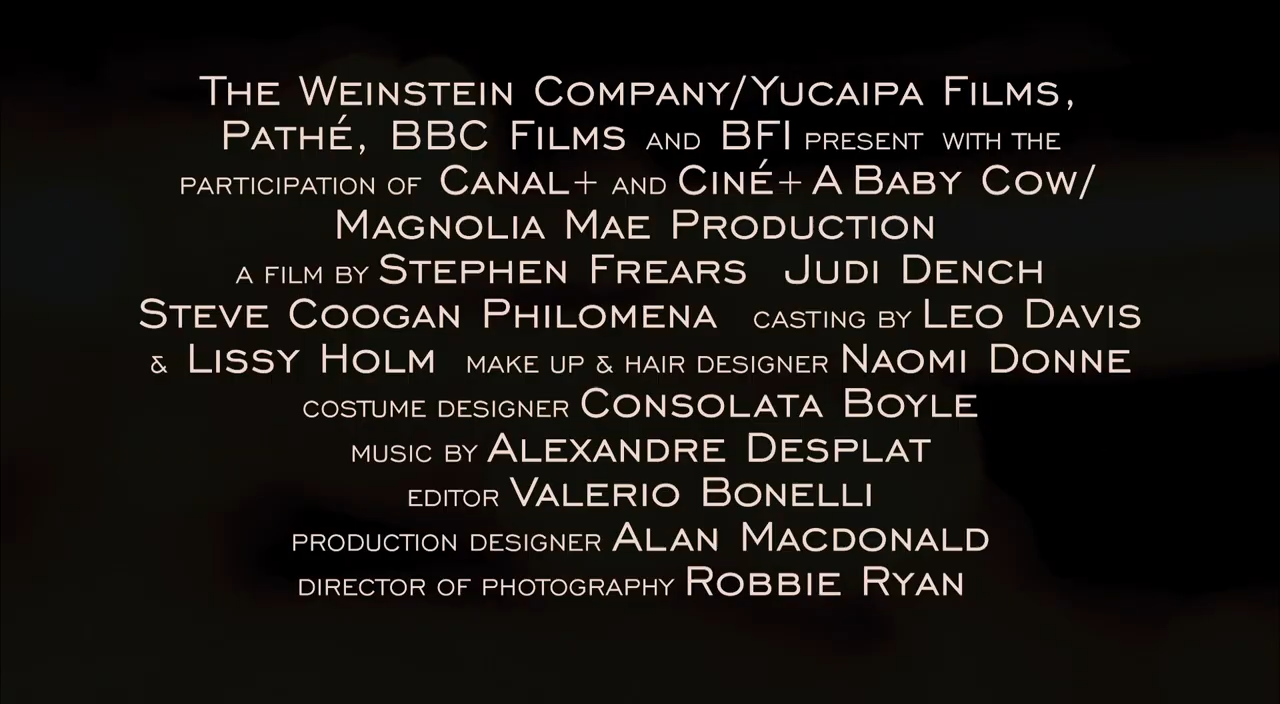 THE WEINSTEIN COMPANY/YUCAIPA FILMS,
PATHÉ, BBC FILMS AND BFI PRESENT WITH THE
PARTICIPATION OF CANAL+ AND CINÉ+ A BABY COW/
MAGNOLIA MAE PRODUCTION
A FILM BY STEPHEN FREARS JUDI DENCH
STEVE COOGAN PHILOMENA CASTING BY LEO DAVIS
& LISSY HOLM MAKE UP & HAIR DESIGNER NAOMI DONNE
COSTUME DESIGNER CONSOLATA BOYLE
MUSIC BY ALEXANDRE DESPLAT
EDITOR VALERIO BONELLI
PRODUCTION DESIGNER ALAN MACDONALD
DIRECTOR OF PHOTOGRAPHY ROBBIE RYAN